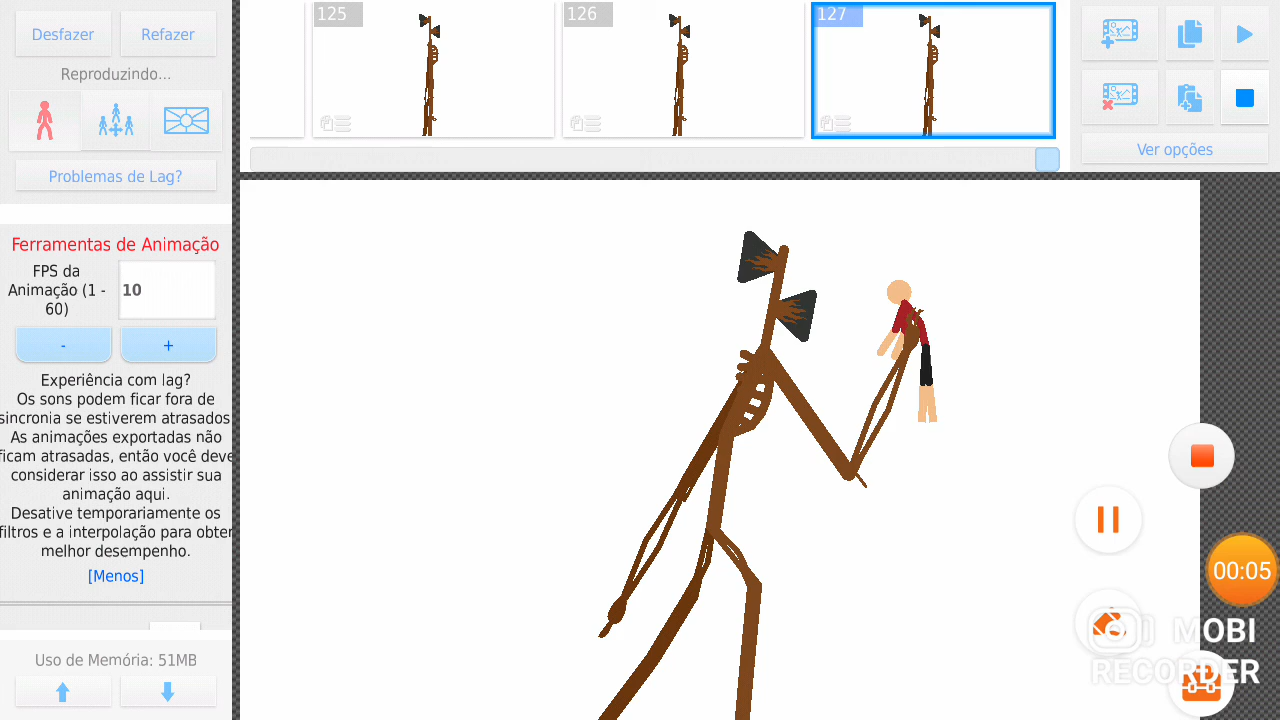 Desfazer
Refazer
Reproduzindo...
Problemas de Lag?
125
126
127
Ver opções
Ferramentas de Animação
FPS da
Animação (1 -
60)
10
-
+
Experiência com lag?
Os sons podem ficar fora de
sincronia se estiverem atrasados
As animações exportadas não
ficam atrasadas, então você deve
considerar isso ao assistir sua
animação aqui.
Desative temporariamente os
filtros e a interpolação para obter
melhor desempenho.
[Menos]
Uso de Memória: 51MB
00:05
MOBI
RECORDER